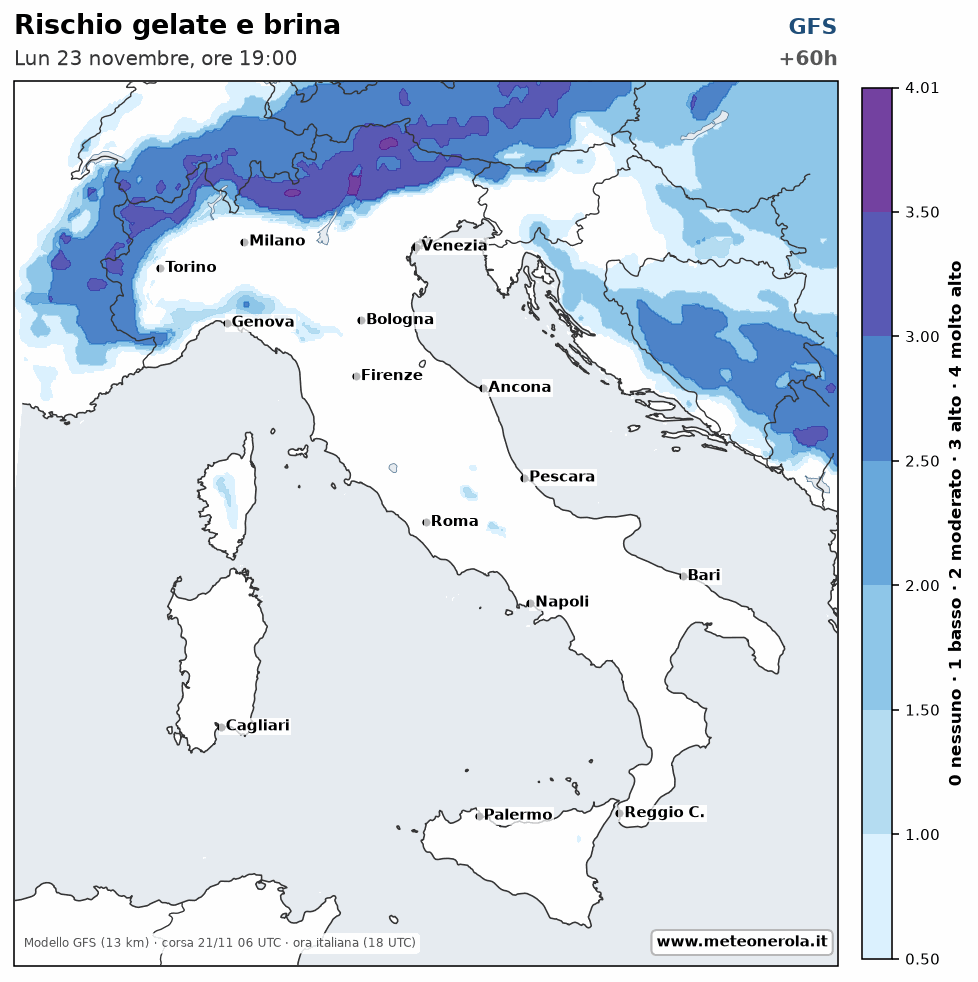 Rischio gelate e brina
GFS
Lun 23 novembre, ore 19:00
+60h
4.01
3.50
3.00
2.50
2.00
1.50
1.00
0.50
0 nessuno · 1 basso · 2 moderato · 3 alto · 4 molto alto
Milano
Venezia
Torino
Genova
Bologna
Firenze
Ancona
Pescara
Roma
Bari
Napoli
Cagliari
Palermo
Reggio C.
Modello GFS (13 km) · corsa 21/11 06 UTC · ora italiana (18 UTC)
www.meteonerola.it